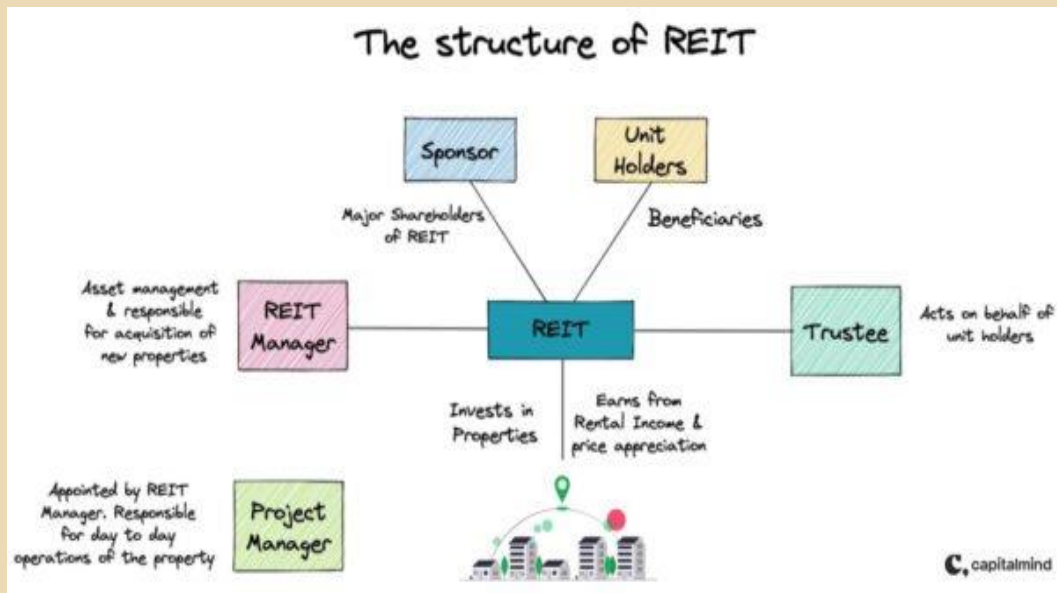 The structure of REIT
Sponsor
Unit
Holders
Major Shareholders
of REIT
Beneficiaries
Asset management
& responsible
for acquisition of
new properties
REIT
Manager
REIT
Trustee
Acts on behalf of
unit holders
Invests in
Properties
Earns from
Rental Income &
price appreciation
Appointed by REIT
Manager. Responsible
for day to day
operations of the property
Project
Manager
capitalmind